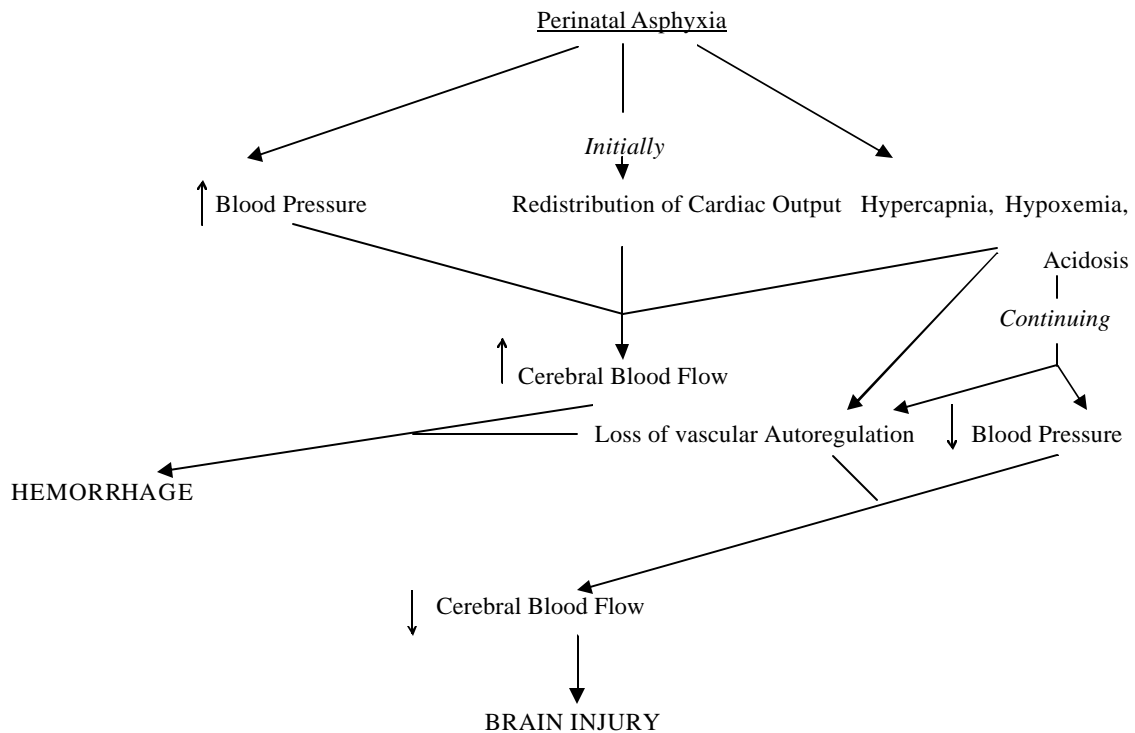 Perinatal Asphyxia
Initially
Blood Pressure
Redistribution of Cardiac Output
Hypercapnia, Hypoxemia,
Acidosis
Continuing
Cerebral Blood Flow
Loss of vascular Autoregulation
Blood Pressure
HEMORRHAGE
Cerebral Blood Flow
BRAIN INJURY